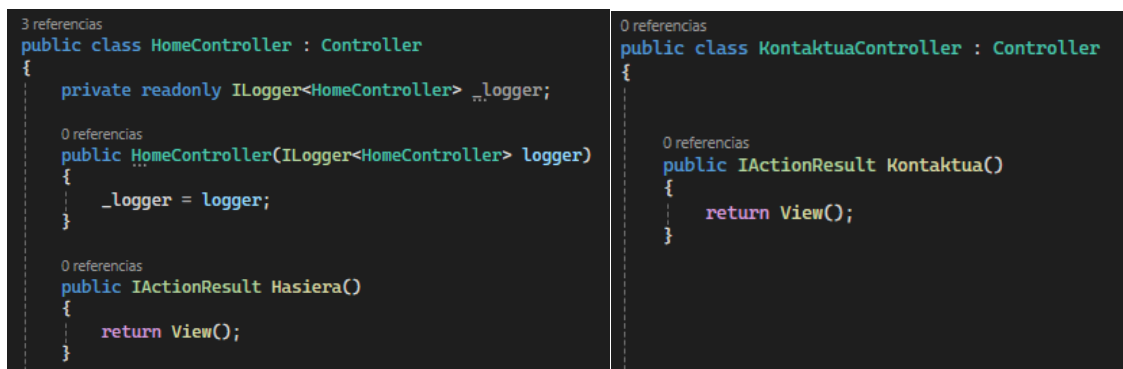 3 referencias
public class HomeController : Controller
{
private readonly ILogger<HomeController> _logger;
0 referencias
public HomeController(ILogger<HomeController> logger)
{
_logger = logger;
}
0 referencias
public IActionResult Hasiera()
{
return View();
}
0 referencias
public class KontaktuaController : Controller
{
0 referencias
public IActionResult Kontaktua()
{
return View();
}